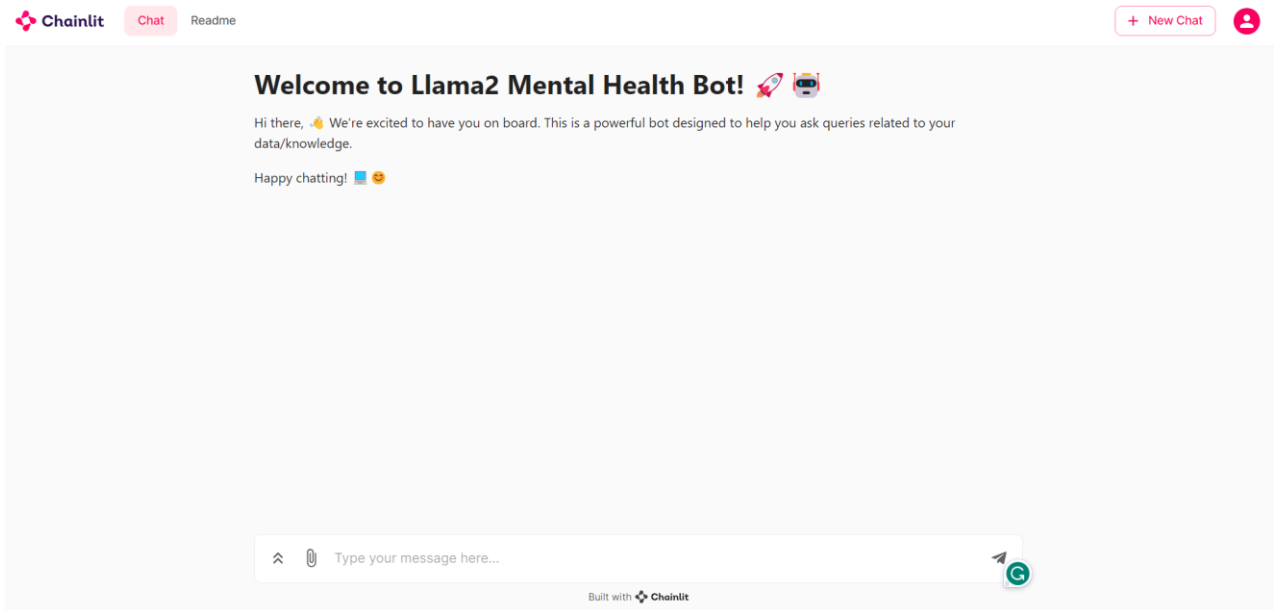 Chainlit Chat Readme + New Chat
Welcome to Llama2 Mental Health Bot! 🚀 🤖
Hi there, 👋 We're excited to have you on board. This is a powerful bot designed to help you ask queries related to your
data/knowledge.
Happy chatting! 💻 😊
Type your message here...
Built with Chainlit